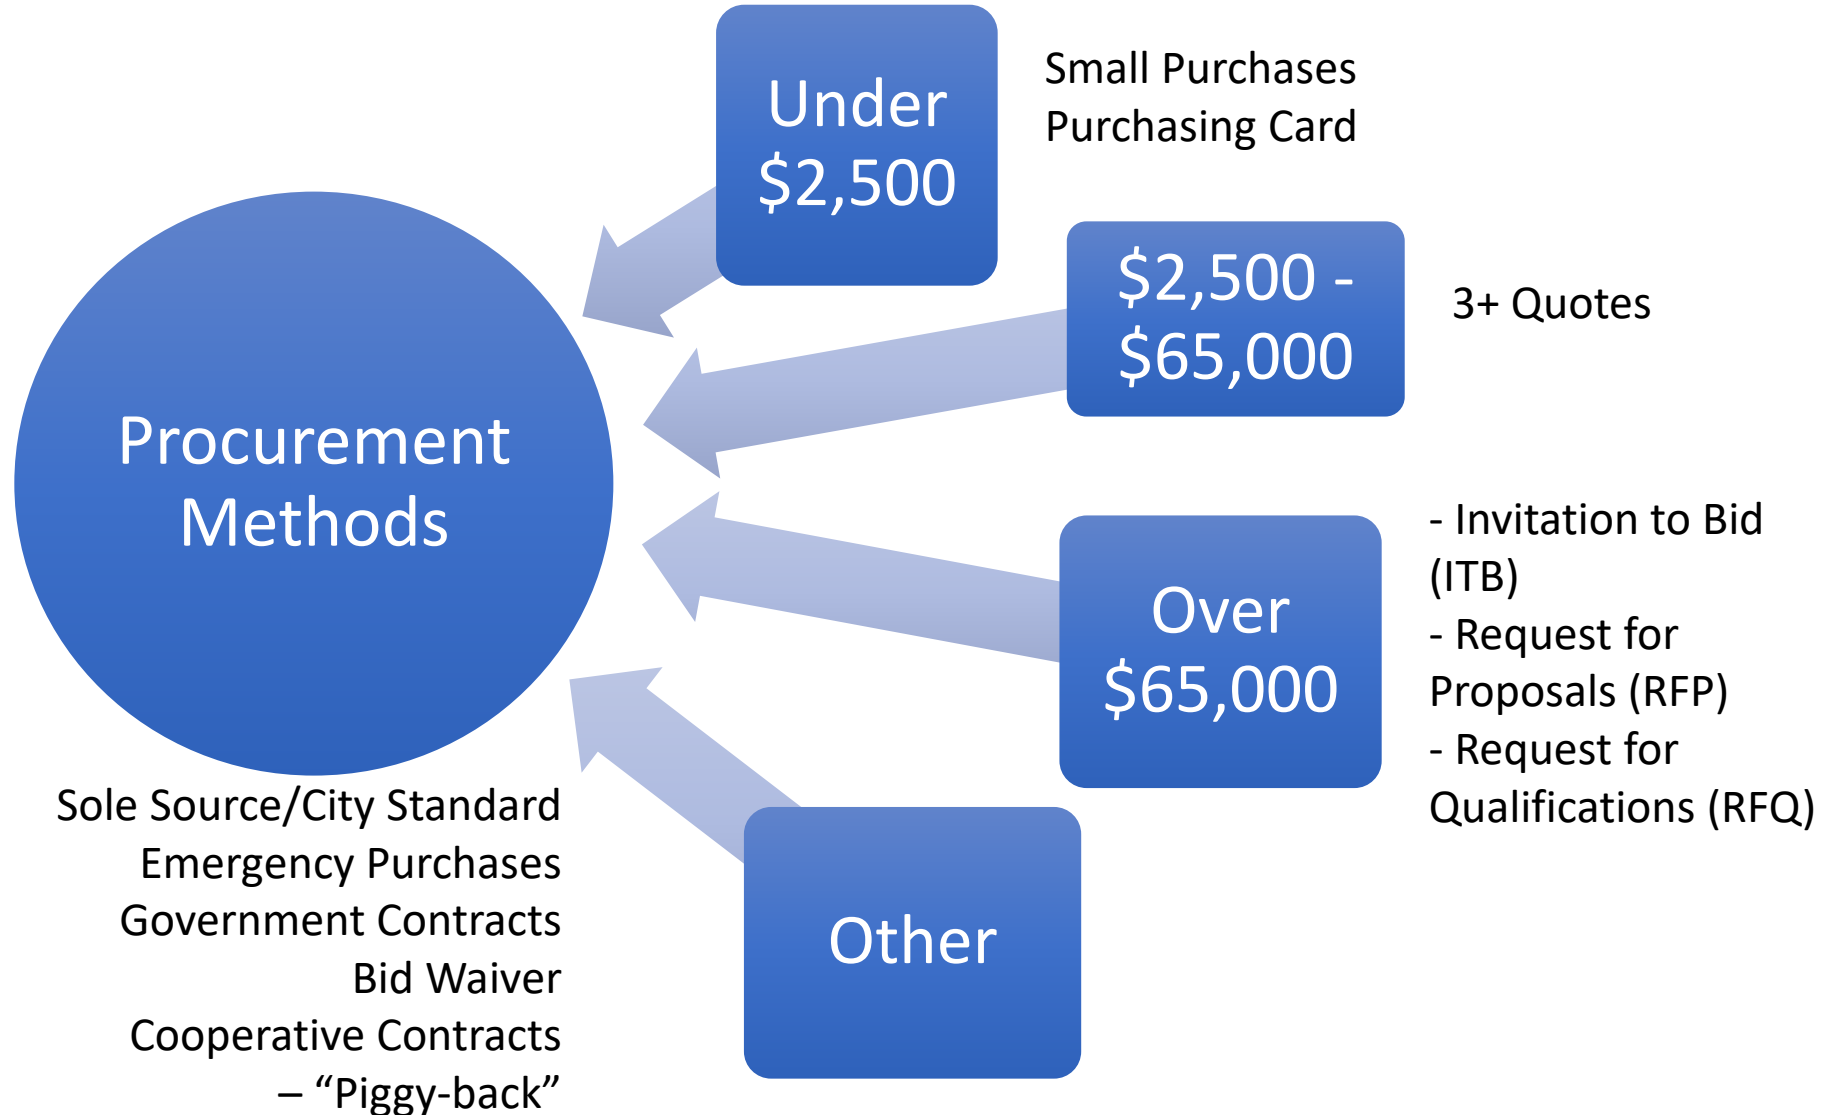 Procurement
Methods
Under
$2,500
Small Purchases
Purchasing Card
$2,500 -
$65,000
3+ Quotes
Over
$65,000
- Invitation to Bid
(ITB)
- Request for
Proposals (RFP)
- Request for
Qualifications (RFQ)
Other
Sole Source/City Standard
Emergency Purchases
Government Contracts
Bid Waiver
Cooperative Contracts
– “Piggy-back”